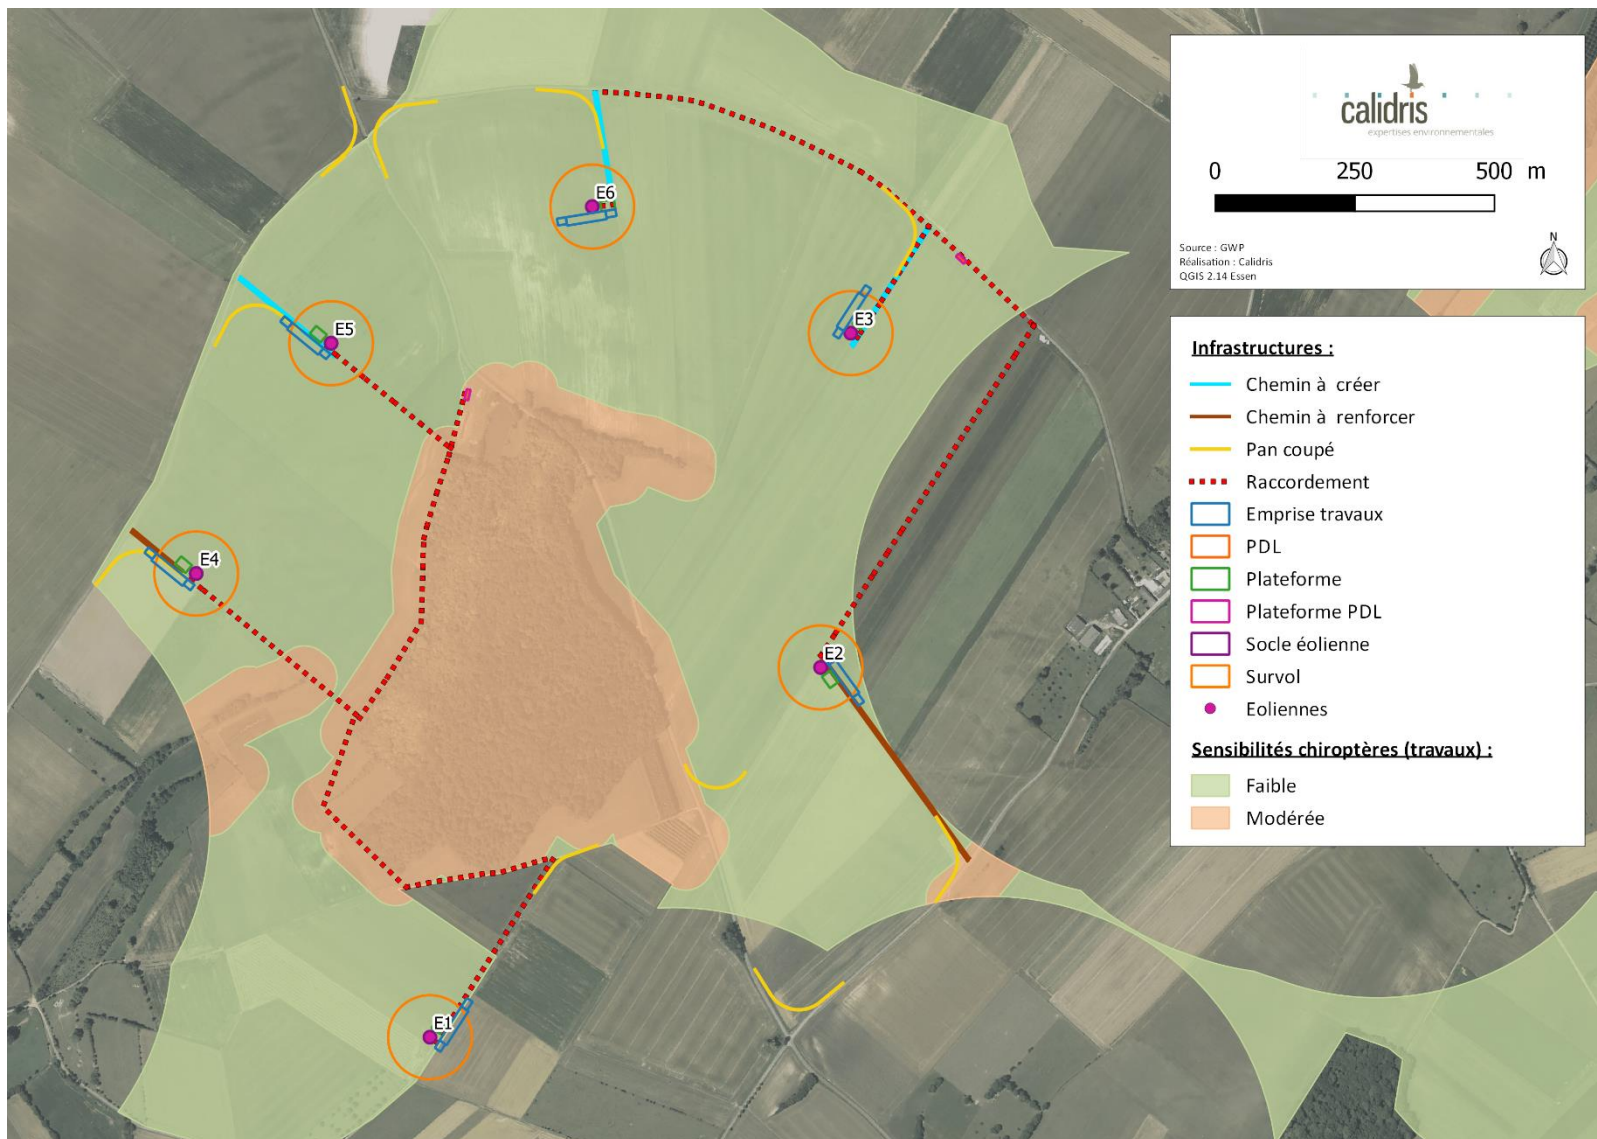 calidris
expertises environnementales
0 250 500 m
Source : GWP
Réalisation : Calidris
QGIS 2.14 Essen
N
Infrastructures :
Chemin à créer
Chemin à renforcer
Pan coupé
Raccordement
Emprise travaux
PDL
Plateforme
Plateforme PDL
Socle éolienne
Survol
Eoliennes
Sensibilités chiroptères (travaux) :
Faible
Modérée
E6
E3
E5
E4
E2
E1